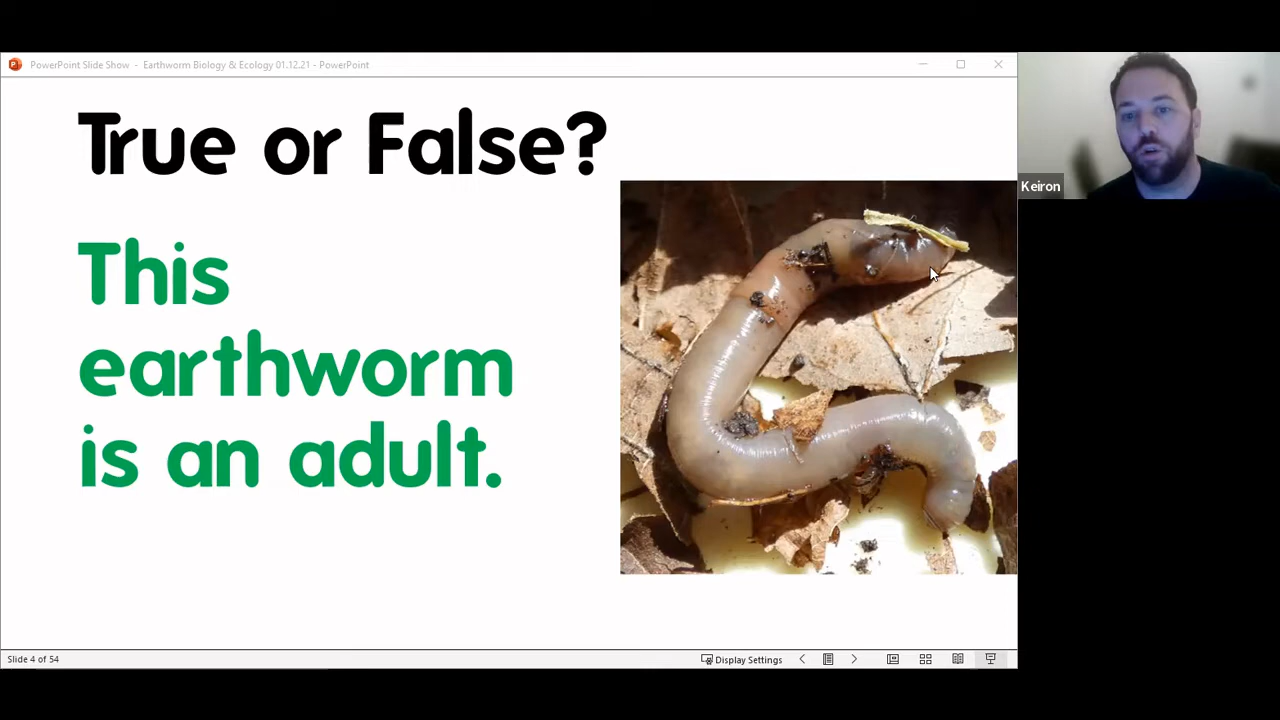 PowerPoint Slide Show - Earthworm Biology & Ecology 01.12.21 - PowerPoint
True or False?
This
earthworm
is an adult.
Keiron
Slide 4 of 54
Display Settings